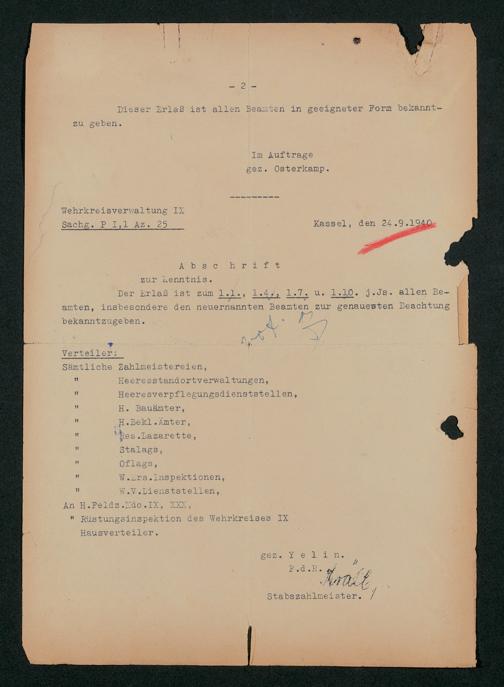 - 2 -
Dieser Erlaß ist allen Beamten in geeigneter Form bekannt-
zu geben.
Im Auftrage
gez. Osterkamp.
Wehrkreisverwaltung IX
Sachg. P I,1 Az. 25
Kassel, den 24.9.1940
A b s c h r i f t
zur Kenntnis.
Der Erlaß ist zum 1.1., 1.4., 1.7. u. 1.10. j.Js. allen Be-
amten, insbesondere den neuernannten Beamten zur genauesten Beachtung
bekanntzugeben.
Verteiler:
Sämtliche Zahlmeistereien,
" Heeresstandortverwaltungen,
" Heeresverpflegungsdienststellen,
" H. Bauämter,
" H.Bekl.Ämter,
" Res.Lazarette,
" Stalags,
" Oflags,
" W.Ers.Inspektionen,
" W.V.Dienststellen,
An H.Feldz.Kdo.IX, XXX,
" Rüstungsinspektion des Wehrkreises IX
Hausverteiler.
gez. Y e l i n.
F.d.R.
Stabszahlmeister.